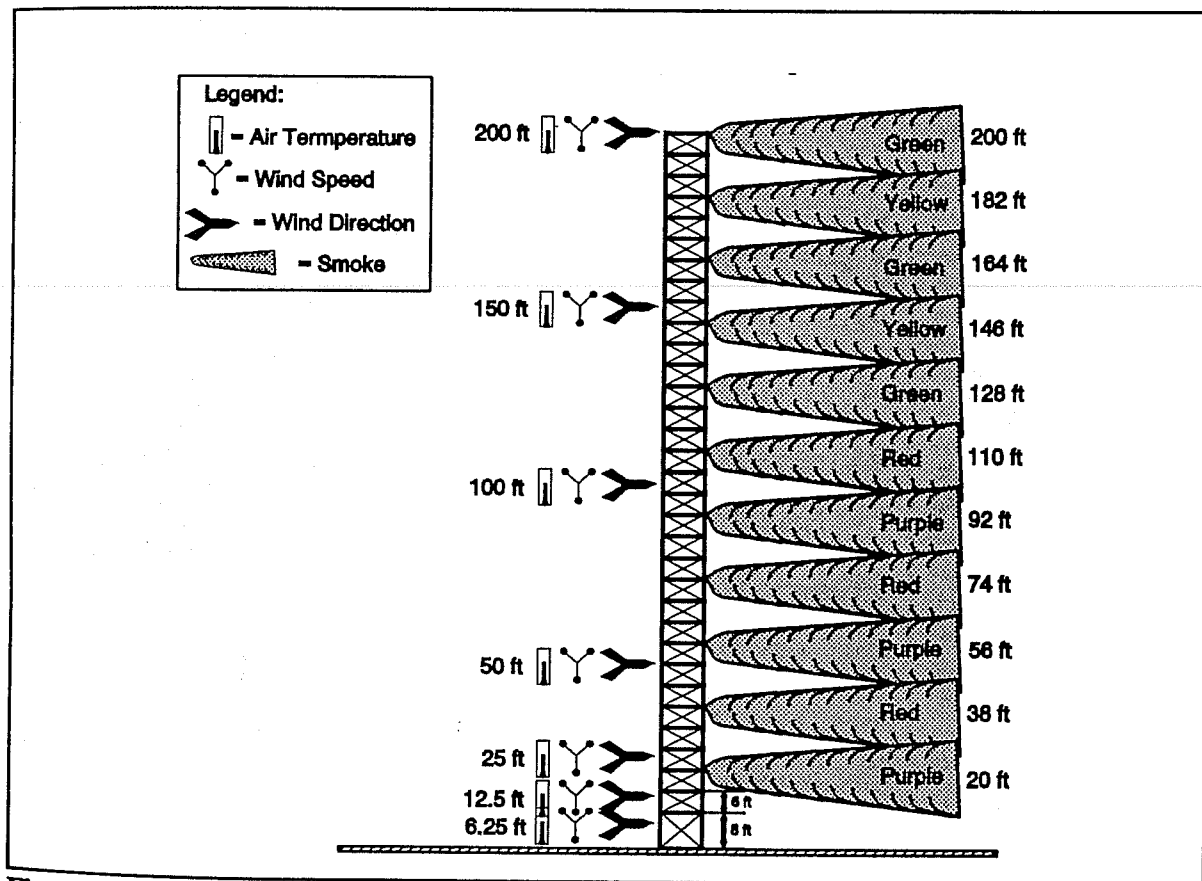 Legend:
= Air Termperature
= Wind Speed
= Wind Direction
= Smoke
200 ft
150 ft
100 ft
50 ft
25 ft
12.5 ft
6.25 ft
Green 200 ft
Yellow 182 ft
Green 164 ft
Yellow 146 ft
Green 128 ft
Red 110 ft
Purple 92 ft
Red 74 ft
Purple 56 ft
Red 38 ft
Purple 20 ft
6 ft
8 ft